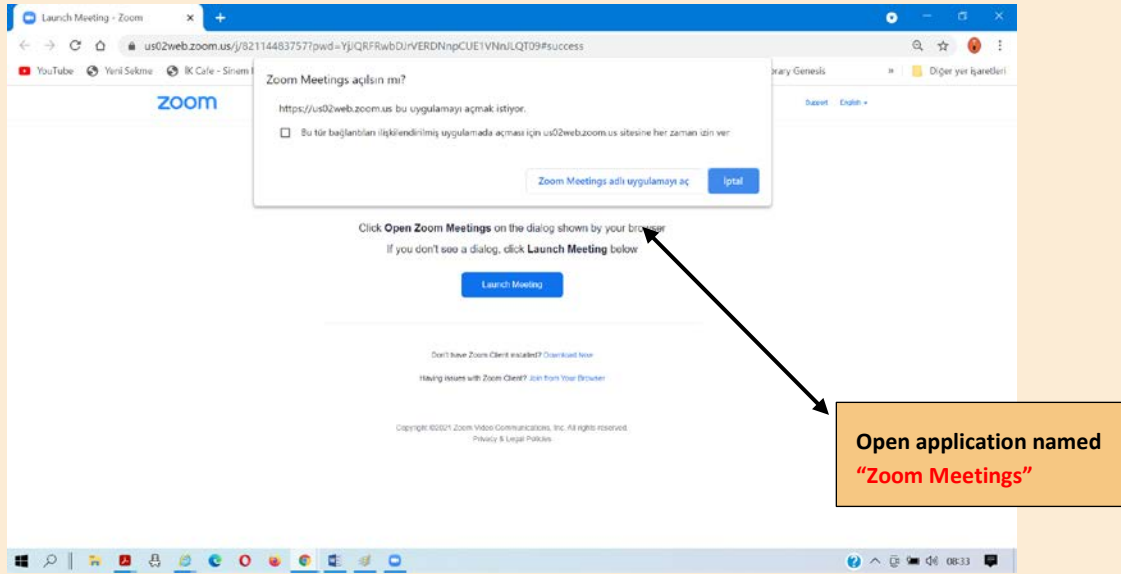 Launch Meeting - Zoom
us02web.zoom.us/j/82114483757?pwd=
YouTube Yeni Sekme İK Cafe - Sinem brary Genesis » Diğer yer işaretleri
zoom Support English
Zoom Meetings açılsın mı?
https://us02web.zoom.us bu uygulamayı açmak istiyor.
Bu tür bağlantıları ilişkilendirilmiş uygulamada açması için us02web.zoom.us sitesine her zaman izin ver
Zoom Meetings adlı uygulamayı aç İptal
Click Open Zoom Meetings on the dialog shown by your browser
If you don't see a dialog, click Launch Meeting below
Launch Meeting
Don't have Zoom Client installed? Download Now
Having issues with Zoom Client? Join from Your Browser
Copyright ©2021 Zoom Video Communications, Inc. All rights reserved.
Privacy & Legal Policies
Open application named
“Zoom Meetings”
08:33